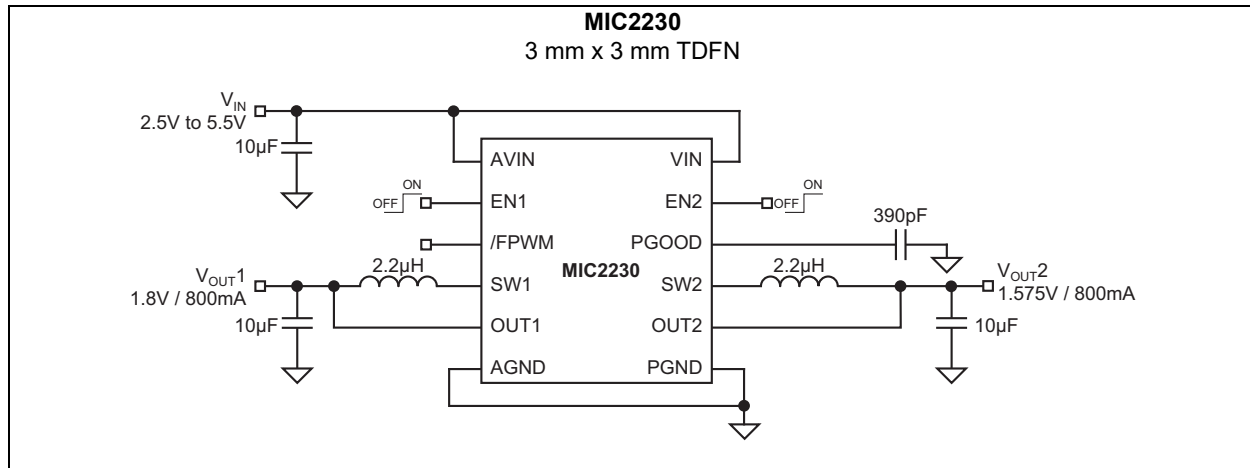 MIC2230
3 mm x 3 mm TDFN
VIN
2.5V to 5.5V
10µF
AVIN
VIN
OFF ON
EN1
EN2
OFF ON
/FPWM
PGOOD
390pF
MIC2230
VOUT1
1.8V / 800mA
2.2µH
SW1
SW2
2.2µH
VOUT2
1.575V / 800mA
10µF
OUT1
OUT2
10µF
AGND
PGND